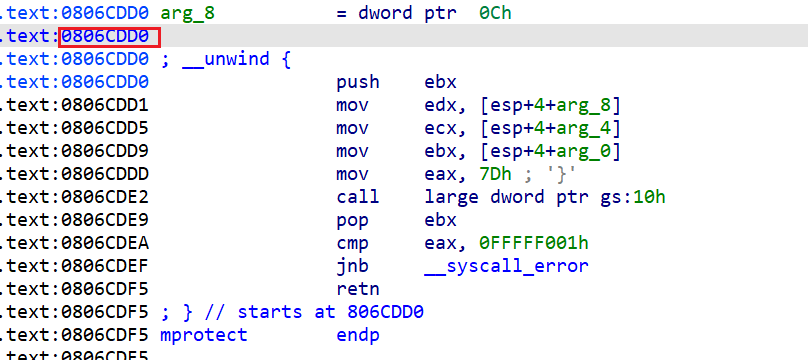 .text:0806CDD0 arg_8 = dword ptr 0Ch
.text:0806CDD0
.text:0806CDD0 ; __unwind {
.text:0806CDD0 push ebx
.text:0806CDD1 mov edx, [esp+4+arg_8]
.text:0806CDD5 mov ecx, [esp+4+arg_4]
.text:0806CDD9 mov ebx, [esp+4+arg_0]
.text:0806CDDD mov eax, 7Dh ; '}'
.text:0806CDE2 call large dword ptr gs:10h
.text:0806CDE9 pop ebx
.text:0806CDEA cmp eax, 0FFFFF001h
.text:0806CDEF jnb __syscall_error
.text:0806CDF5 retn
.text:0806CDF5 ; } // starts at 806CDD0
.text:0806CDF5 mprotect endp